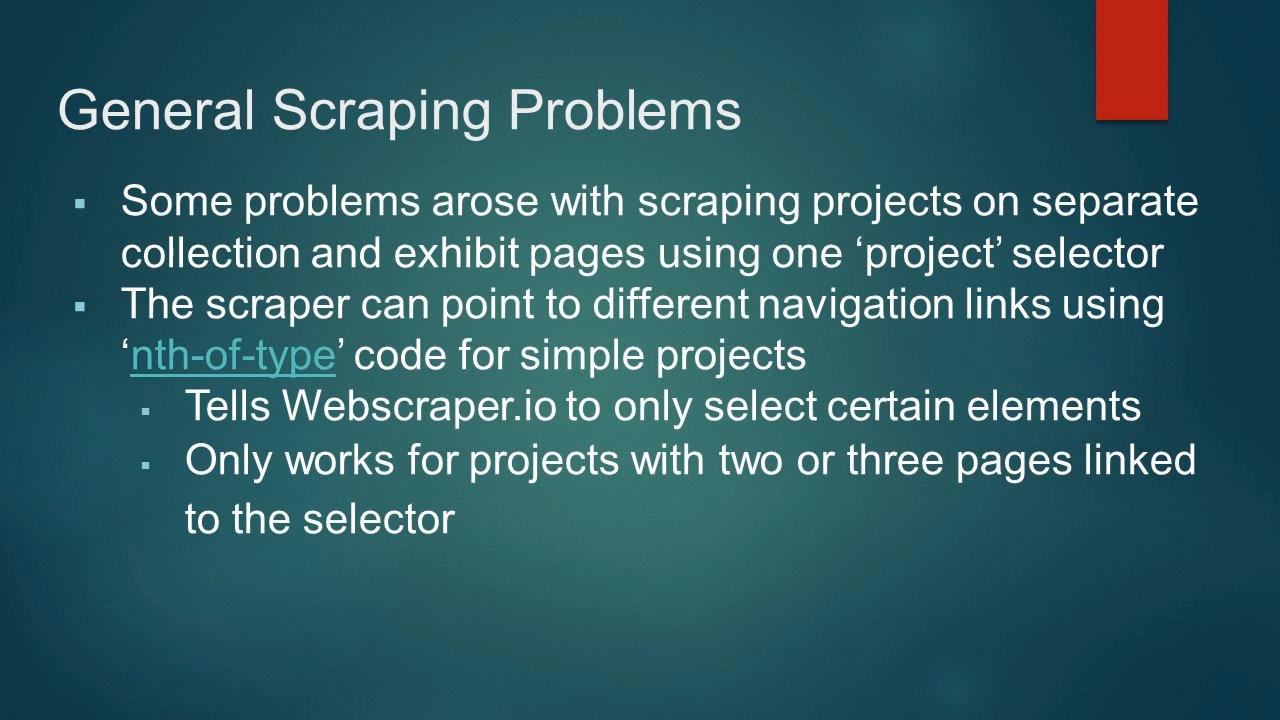 General Scraping Problems
▪ Some problems arose with scraping projects on separate
collection and exhibit pages using one ‘project’ selector
▪ The scraper can point to different navigation links using
‘nth-of-type’ code for simple projects
▪ Tells Webscraper.io to only select certain elements
▪ Only works for projects with two or three pages linked
to the selector